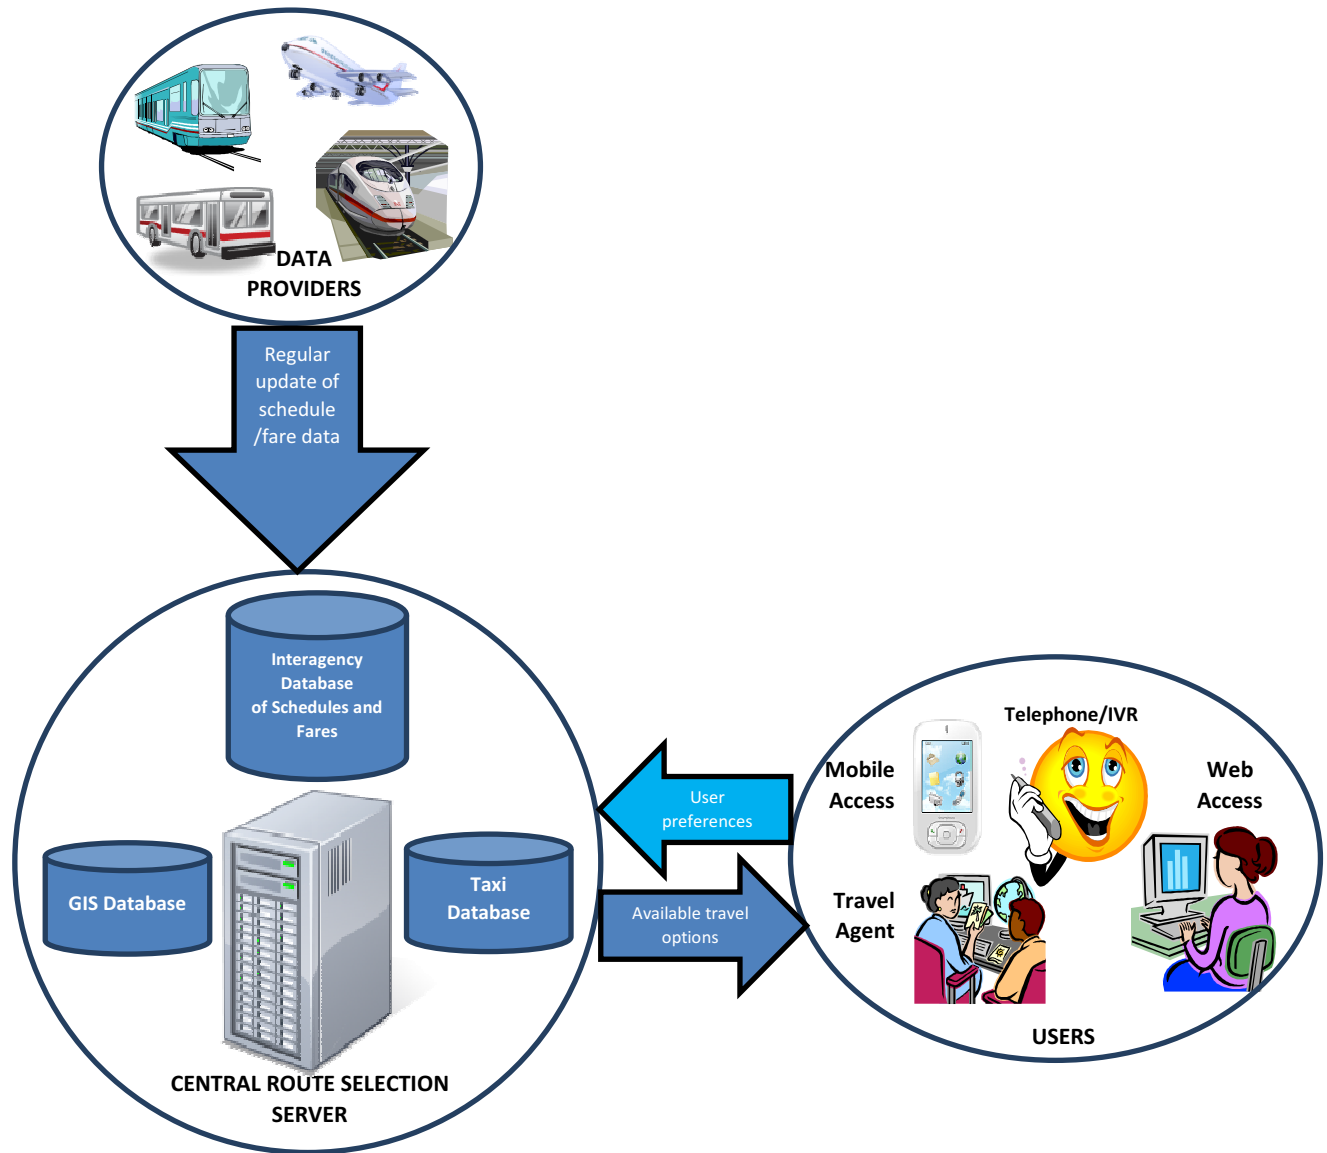 DATA
PROVIDERS
Regular
update of
schedule
/fare data
Interagency
Database
of Schedules and
Fares
GIS Database
Taxi
Database
CENTRAL ROUTE SELECTION
SERVER
User
preferences
Available travel
options
Telephone/IVR
Mobile
Access
Web
Access
Travel
Agent
USERS